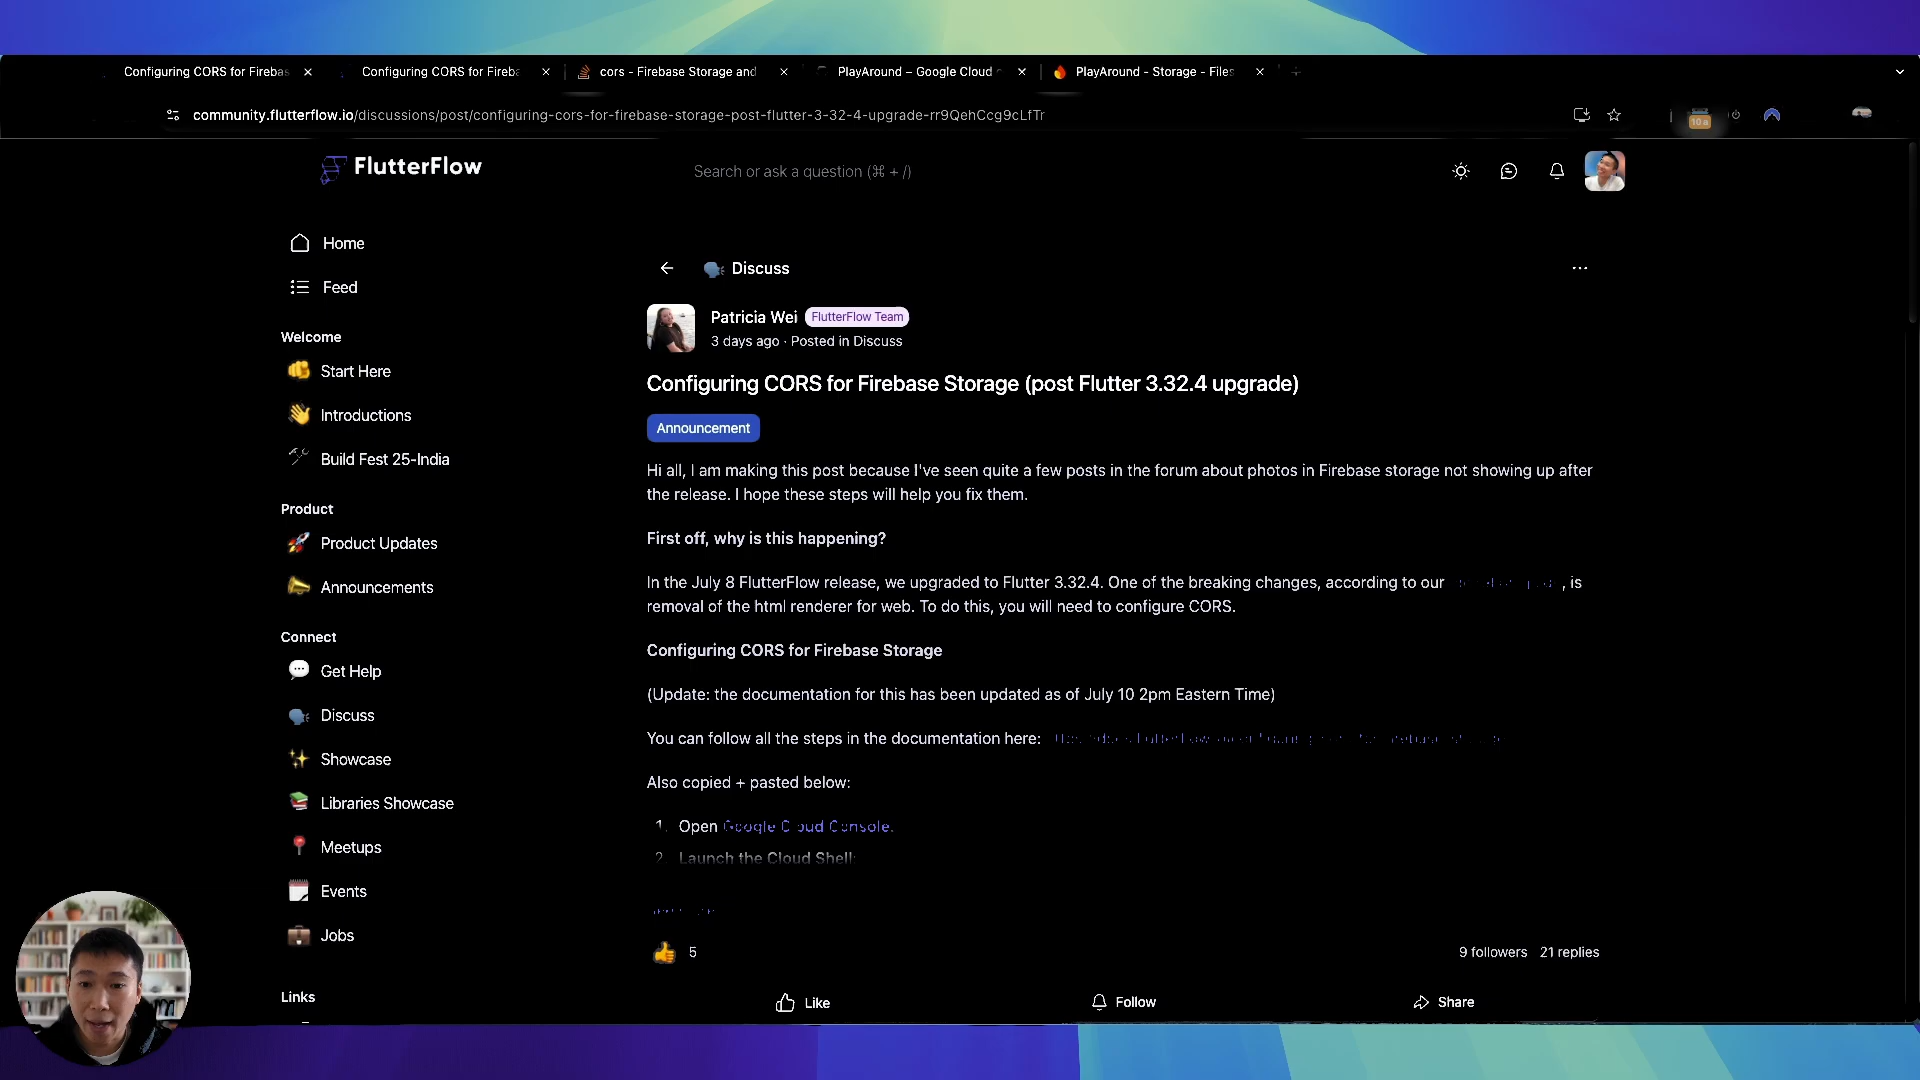 Configuring CORS for Firebas
Configuring CORS for Fireba
cors - Firebase Storage and
PlayAround – Google Cloud
PlayAround - Storage - Files
community.flutterflow.io/discussions/post/configuring-cors-for-firebase-storage-post-flutter-3-32-4-upgrade-rr9QehCcg9cLfTr
10a
FlutterFlow
Search or ask a question (⌘ + /)
Home
Feed
Welcome
Start Here
Introductions
Build Fest 25-India
Product
Product Updates
Announcements
Connect
Get Help
Discuss
Showcase
Libraries Showcase
Meetups
Events
Jobs
Links
Discuss
Patricia Wei FlutterFlow Team
3 days ago · Posted in Discuss
Configuring CORS for Firebase Storage (post Flutter 3.32.4 upgrade)
Announcement
Hi all, I am making this post because I've seen quite a few posts in the forum about photos in Firebase storage not showing up after
the release. I hope these steps will help you fix them.
First off, why is this happening?
In the July 8 FlutterFlow release, we upgraded to Flutter 3.32.4. One of the breaking changes, according to our , is
removal of the html renderer for web. To do this, you will need to configure CORS.
Configuring CORS for Firebase Storage
(Update: the documentation for this has been updated as of July 10 2pm Eastern Time)
You can follow all the steps in the documentation here:
Also copied + pasted below:
1. Open Google Cloud Console.
2. Launch the Cloud Shell:
5
9 followers 21 replies
Like
Follow
Share